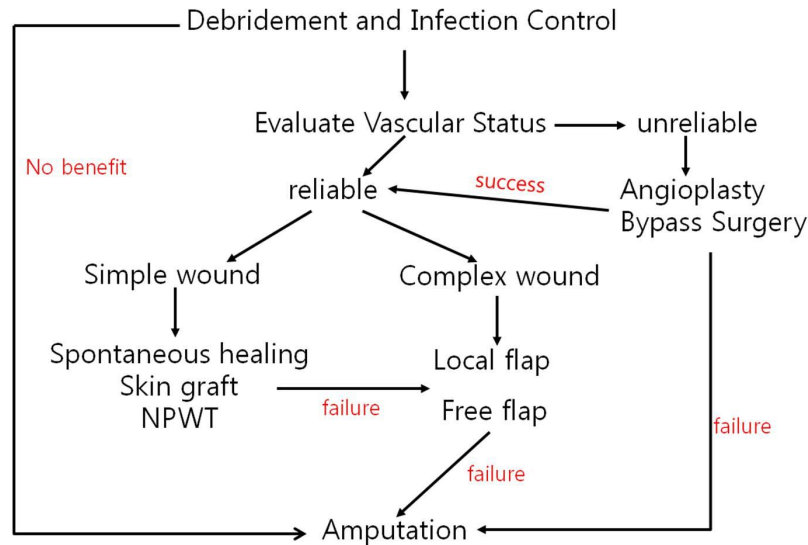 Debridement and Infection Control
Evaluate Vascular Status
unreliable
No benefit
reliable
success
Angioplasty
Bypass Surgery
Simple wound
Complex wound
Spontaneous healing
Skin graft
NPWT
failure
Local flap
Free flap
failure
failure
Amputation